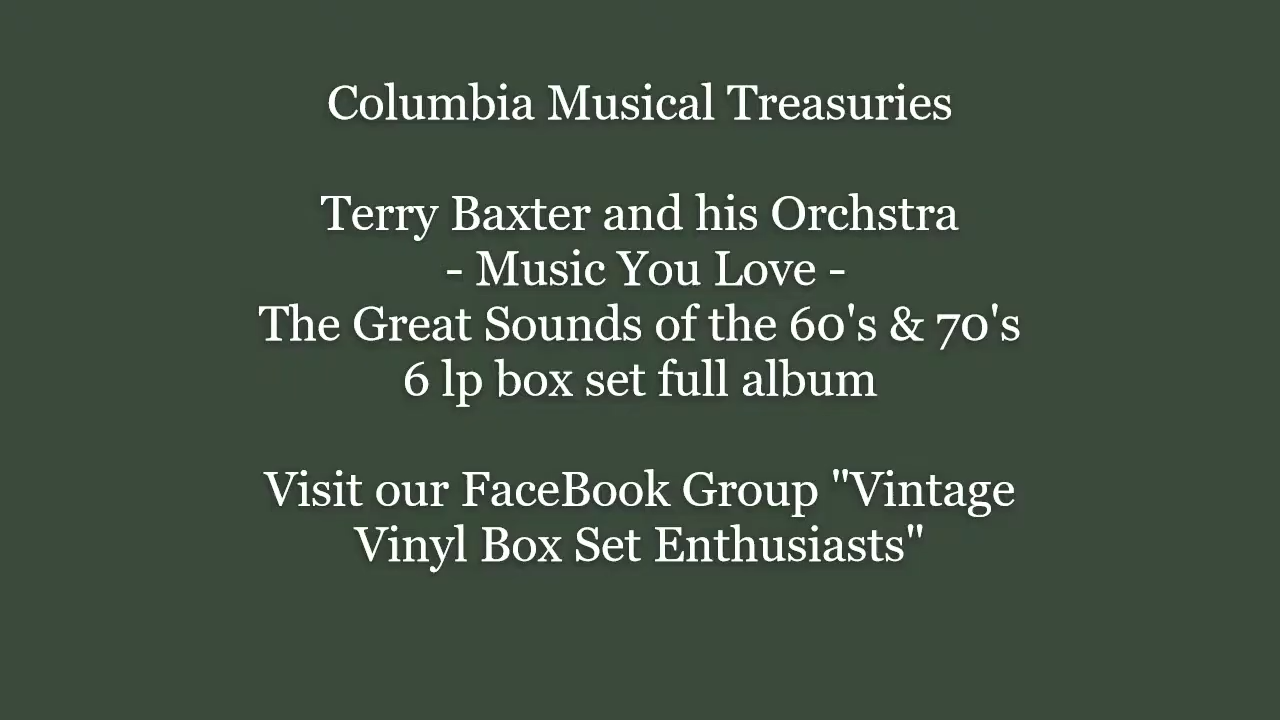 Columbia Musical Treasuries
Terry Baxter and his Orchstra
- Music You Love -
The Great Sounds of the 60's & 70's
6 lp box set full album
Visit our FaceBook Group "Vintage
Vinyl Box Set Enthusiasts"